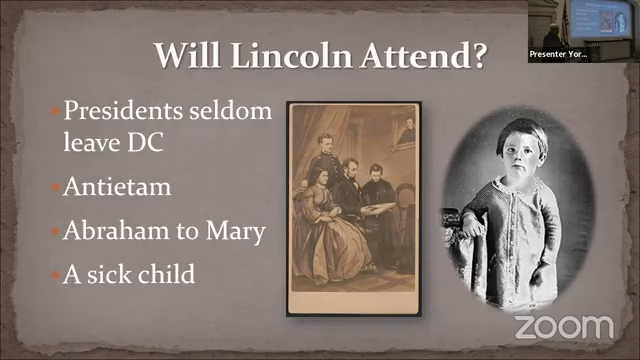 Will Lincoln Attend?
Presidents seldom
leave DC
Antietam
Abraham to Mary
A sick child
Presenter Yor...
zoom